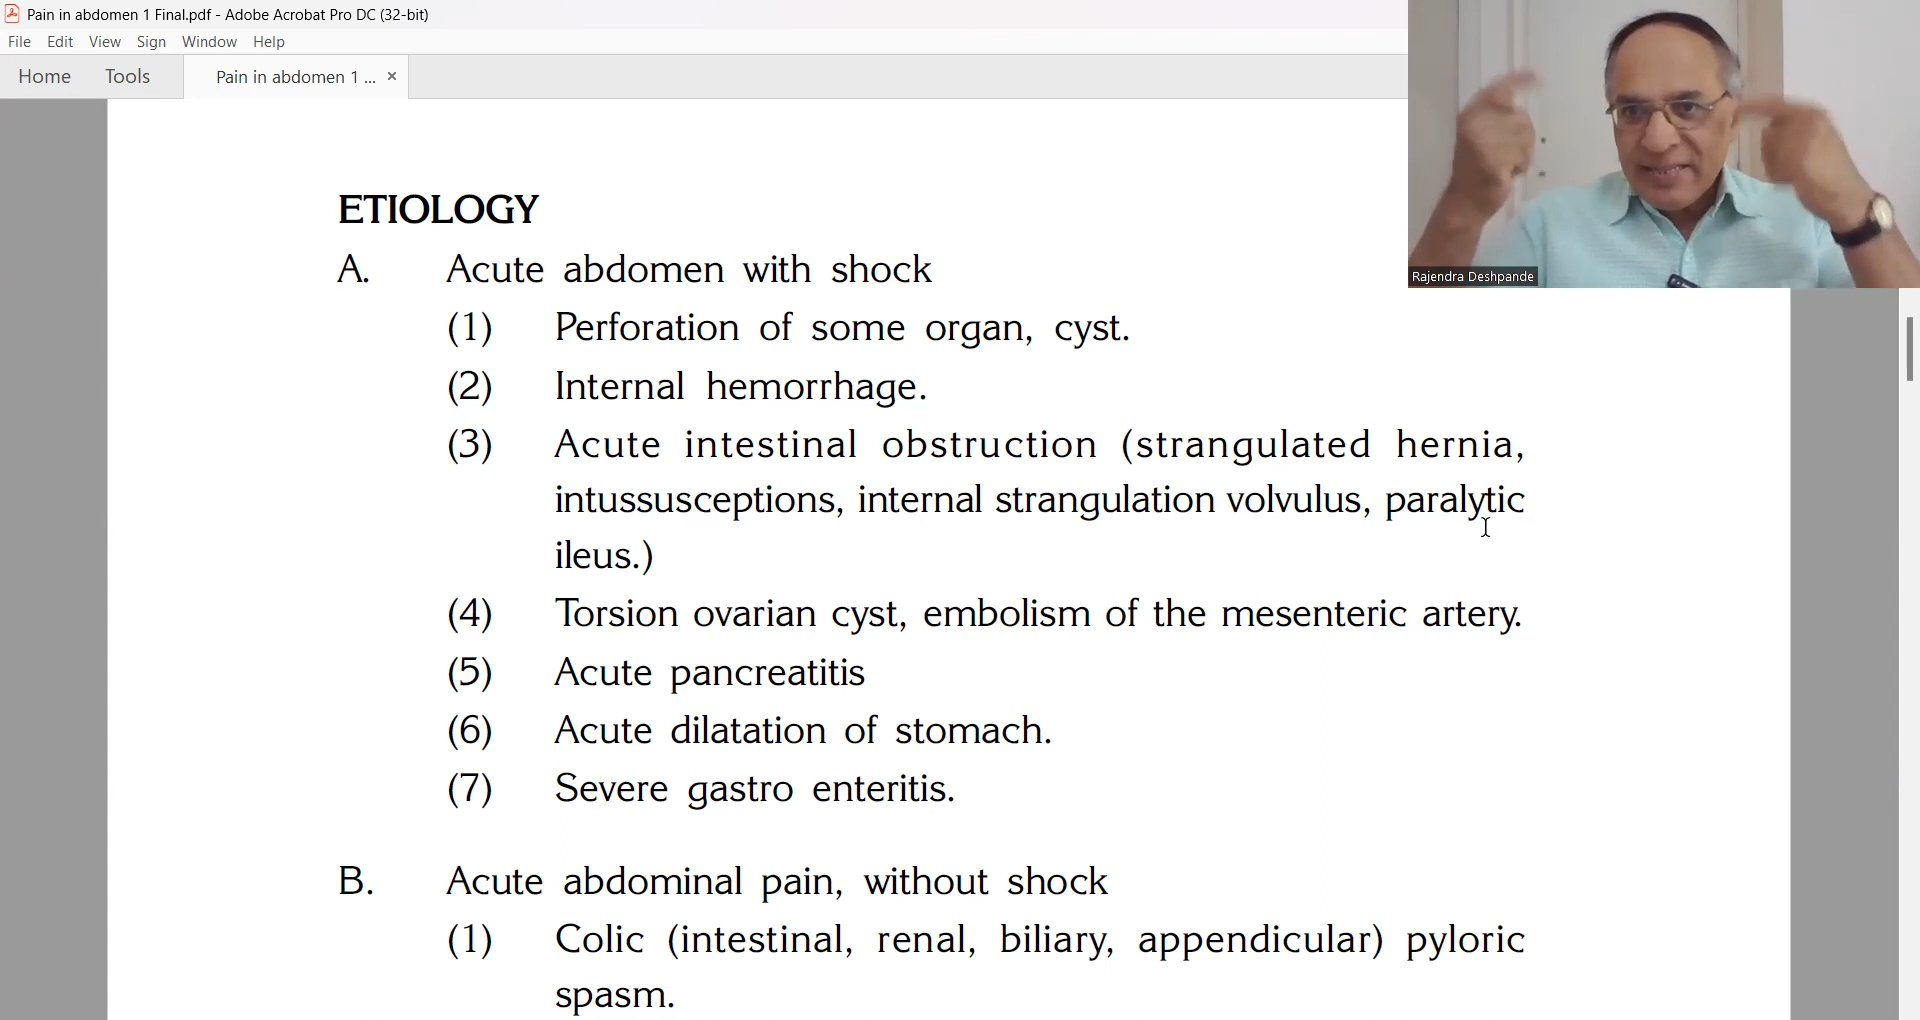 Pain in abdomen 1 Final.pdf - Adobe Acrobat Pro DC (32-bit)
File Edit View Sign Window Help
Home Tools Pain in abdomen 1 ... ×
Rajendra Deshpande
ETIOLOGY
A. Acute abdomen with shock
(1) Perforation of some organ, cyst.
(2) Internal hemorrhage.
(3) Acute intestinal obstruction (strangulated hernia,
intussusceptions, internal strangulation volvulus, paralytic
ileus.)
(4) Torsion ovarian cyst, embolism of the mesenteric artery.
(5) Acute pancreatitis
(6) Acute dilatation of stomach.
(7) Severe gastro enteritis.
B. Acute abdominal pain, without shock
(1) Colic (intestinal, renal, biliary, appendicular) pyloric
spasm.